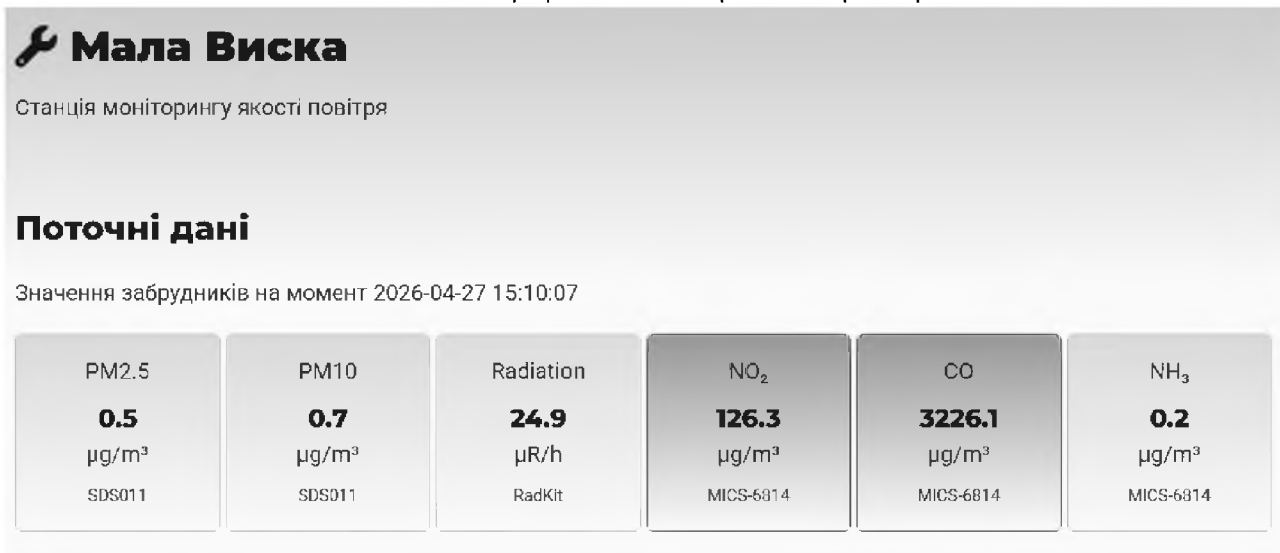 Мала Виска
Станція моніторингу якості повітря
Поточні дані
Значення забрудників на момент 2026-04-27 15:10:07
PM2.5
0.5
µg/m³
SDS011
PM10
0.7
µg/m³
SDS011
Radiation
24.9
µR/h
RadKit
NO₂
126.3
µg/m³
MICS-6814
CO
3226.1
µg/m³
MICS-6814
NH₃
0.2
µg/m³
MICS-6814